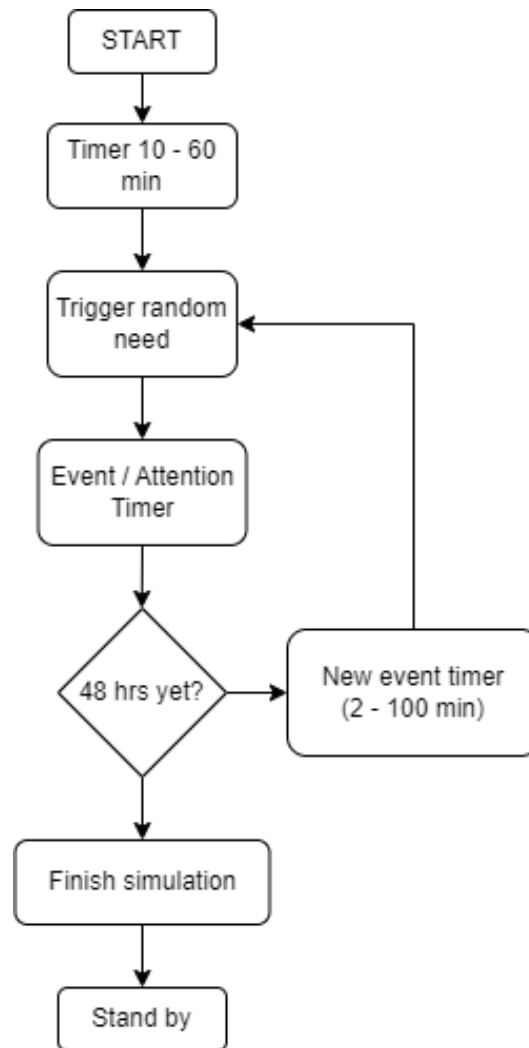 START
Timer 10 - 60
min
Trigger random
need
Event / Attention
Timer
48 hrs yet?
New event timer
(2 - 100 min)
Finish simulation
Stand by